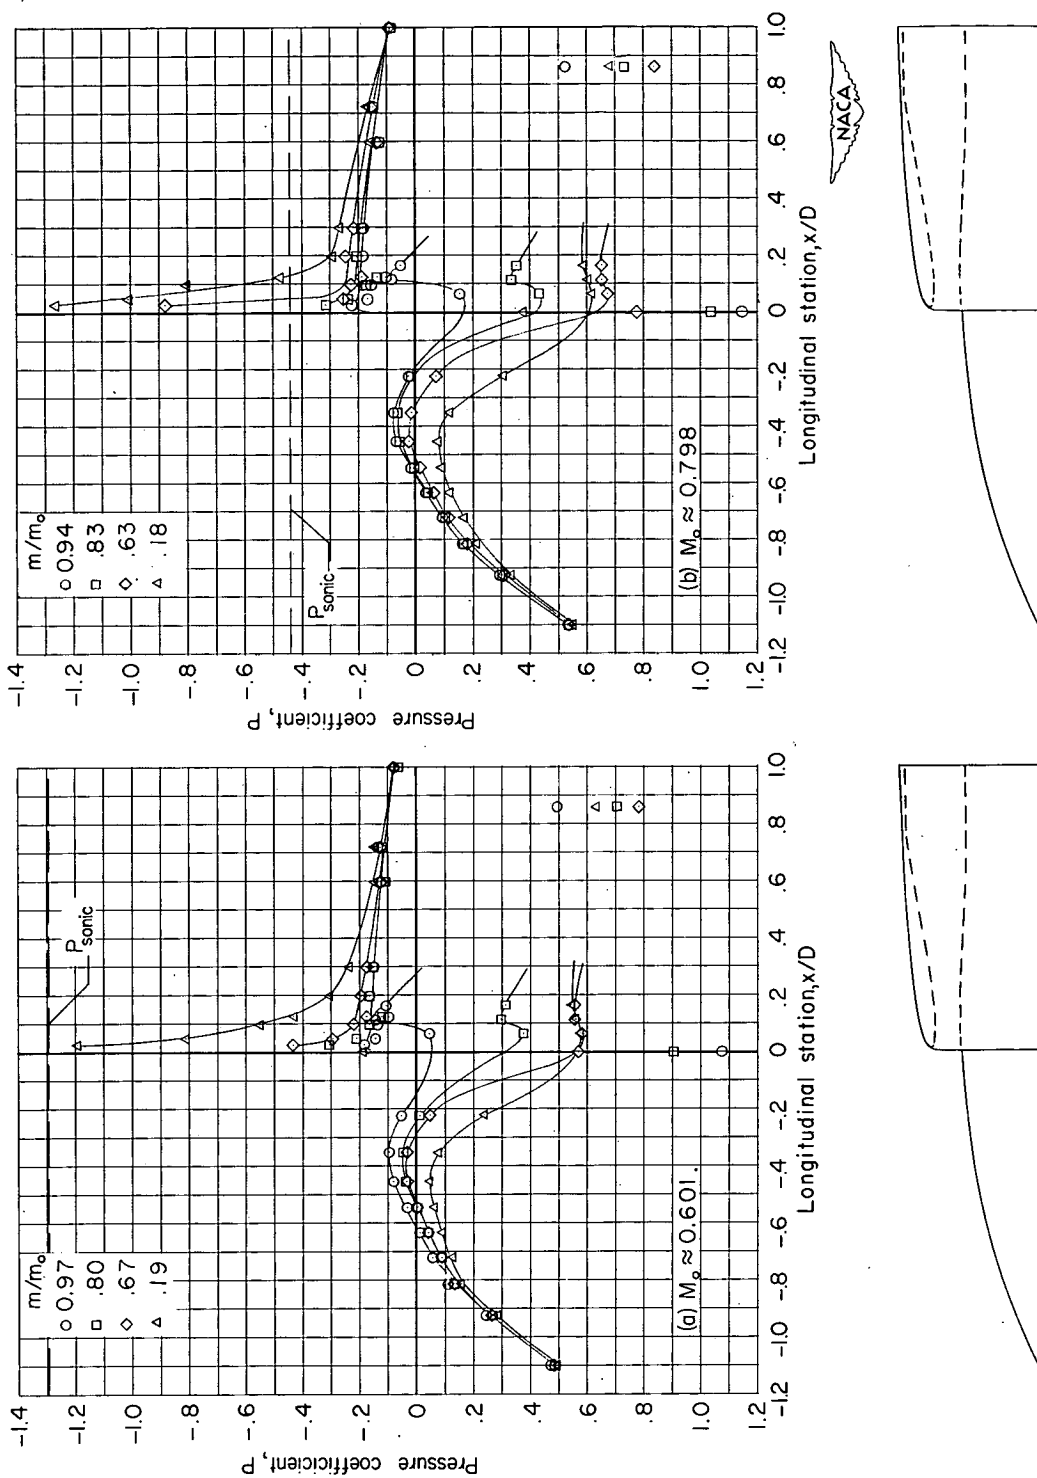 -1.4
-1.2
-1.0
-.8
-.6
-.4
-.2
0
.2
.4
.6
.8
1.0
1.2
Pressure coefficient, P
m/m₀
0.97
.80
.67
.19
P sonic
(a) M₀ ≈ 0.601.
-1.2 -1.0 -.8 -.6 -.4 -.2 0 .2 .4 .6 .8 1.0
Longitudinal station, x/D
-1.4
-1.2
-1.0
-.8
-.6
-.4
-.2
0
.2
.4
.6
.8
1.0
1.2
Pressure coefficient, P
m/m₀
0.94
.83
.63
.18
P sonic
(b) M₀ ≈ 0.798
-1.2 -1.0 -.8 -.6 -.4 -.2 0 .2 .4 .6 .8 1.0
Longitudinal station, x/D
NACA